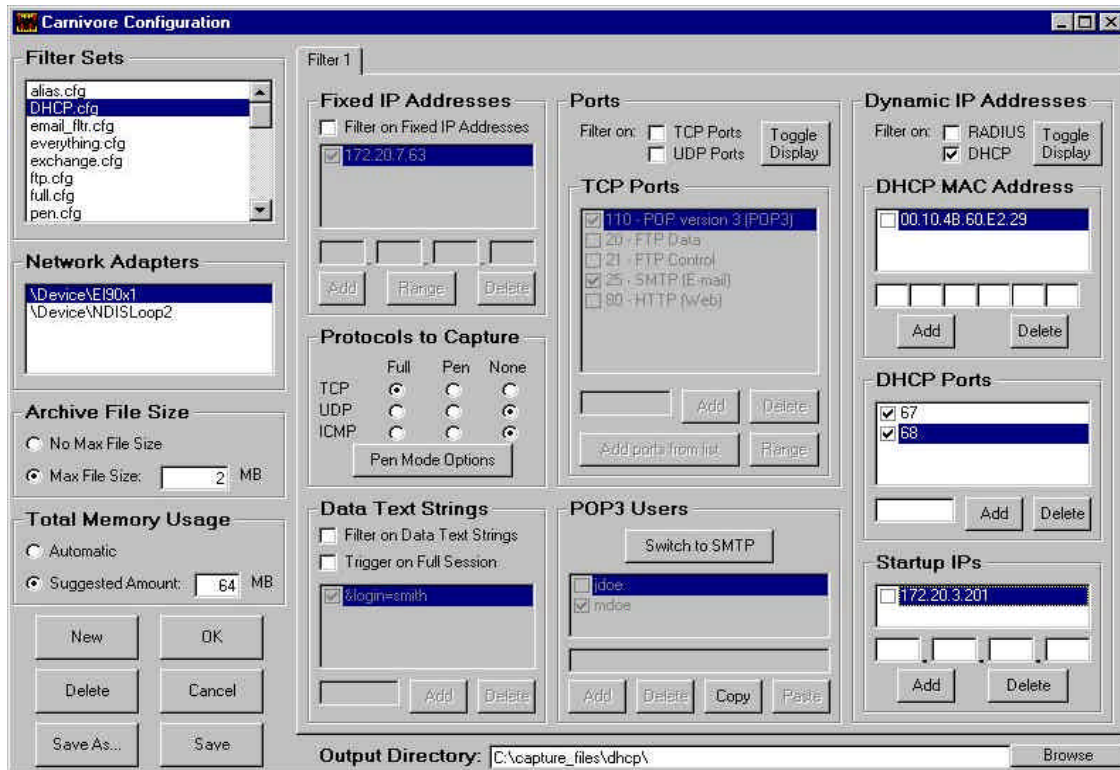 Carnivore Configuration
Filter Sets
alias.cfg
DHCP.cfg
email_fltr.cfg
everything.cfg
exchange.cfg
ftp.cfg
full.cfg
pen.cfg
Network Adapters
\Device\El90x1
\Device\NDISLoop2
Archive File Size
No Max File Size
Max File Size: 2 MB
Total Memory Usage
Automatic
Suggested Amount: 64 MB
New OK
Delete Cancel
Save As... Save
Filter 1
Fixed IP Addresses
Filter on Fixed IP Addresses
172.20.7.63
Add Range Delete
Protocols to Capture
Full Pen None
TCP
UDP
ICMP
Pen Mode Options
Data Text Strings
Filter on Data Text Strings
Trigger on Full Session
&login=smith
Add Delete
Ports
Filter on: TCP Ports
UDP Ports
Toggle
Display
TCP Ports
110 - POP version 3 (POP3)
20 - FTP Data
21 - FTP Control
25 - SMTP (E-mail)
80 - HTTP (Web)
Add Delete
Add ports from list Range
POP3 Users
Switch to SMTP
jdoe
mdoe
Add Delete Copy Paste
Dynamic IP Addresses
Filter on: RADIUS
DHCP
Toggle
Display
DHCP MAC Address
00.10.4B.60.E2.29
Add Delete
DHCP Ports
67
68
Add Delete
Startup IPs
172.20.3.201
Add Delete
Output Directory: C:\capture_files\dhcp\ Browse